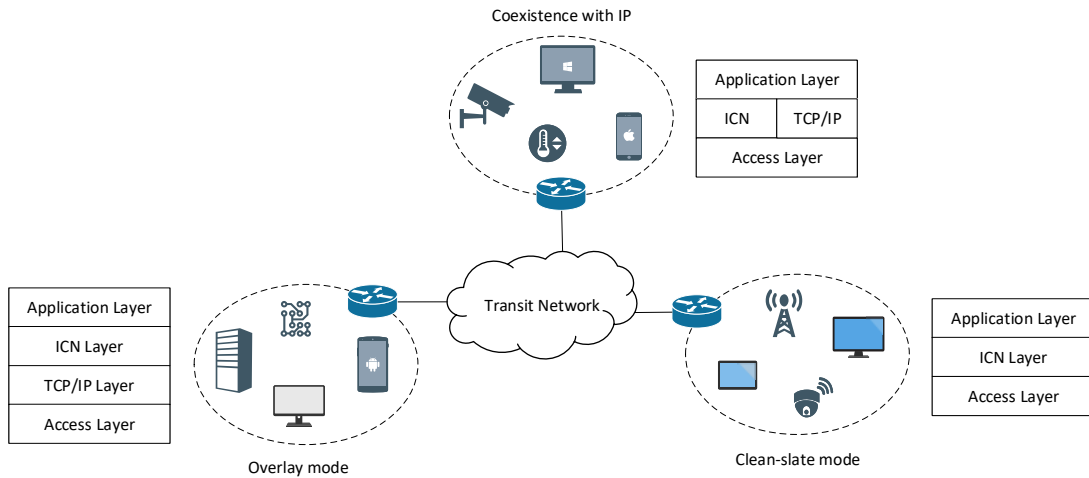 Coexistence with IP
Application Layer
ICN TCP/IP
Access Layer
Transit Network
Application Layer
ICN Layer
TCP/IP Layer
Access Layer
Overlay mode
Application Layer
ICN Layer
Access Layer
Clean-slate mode